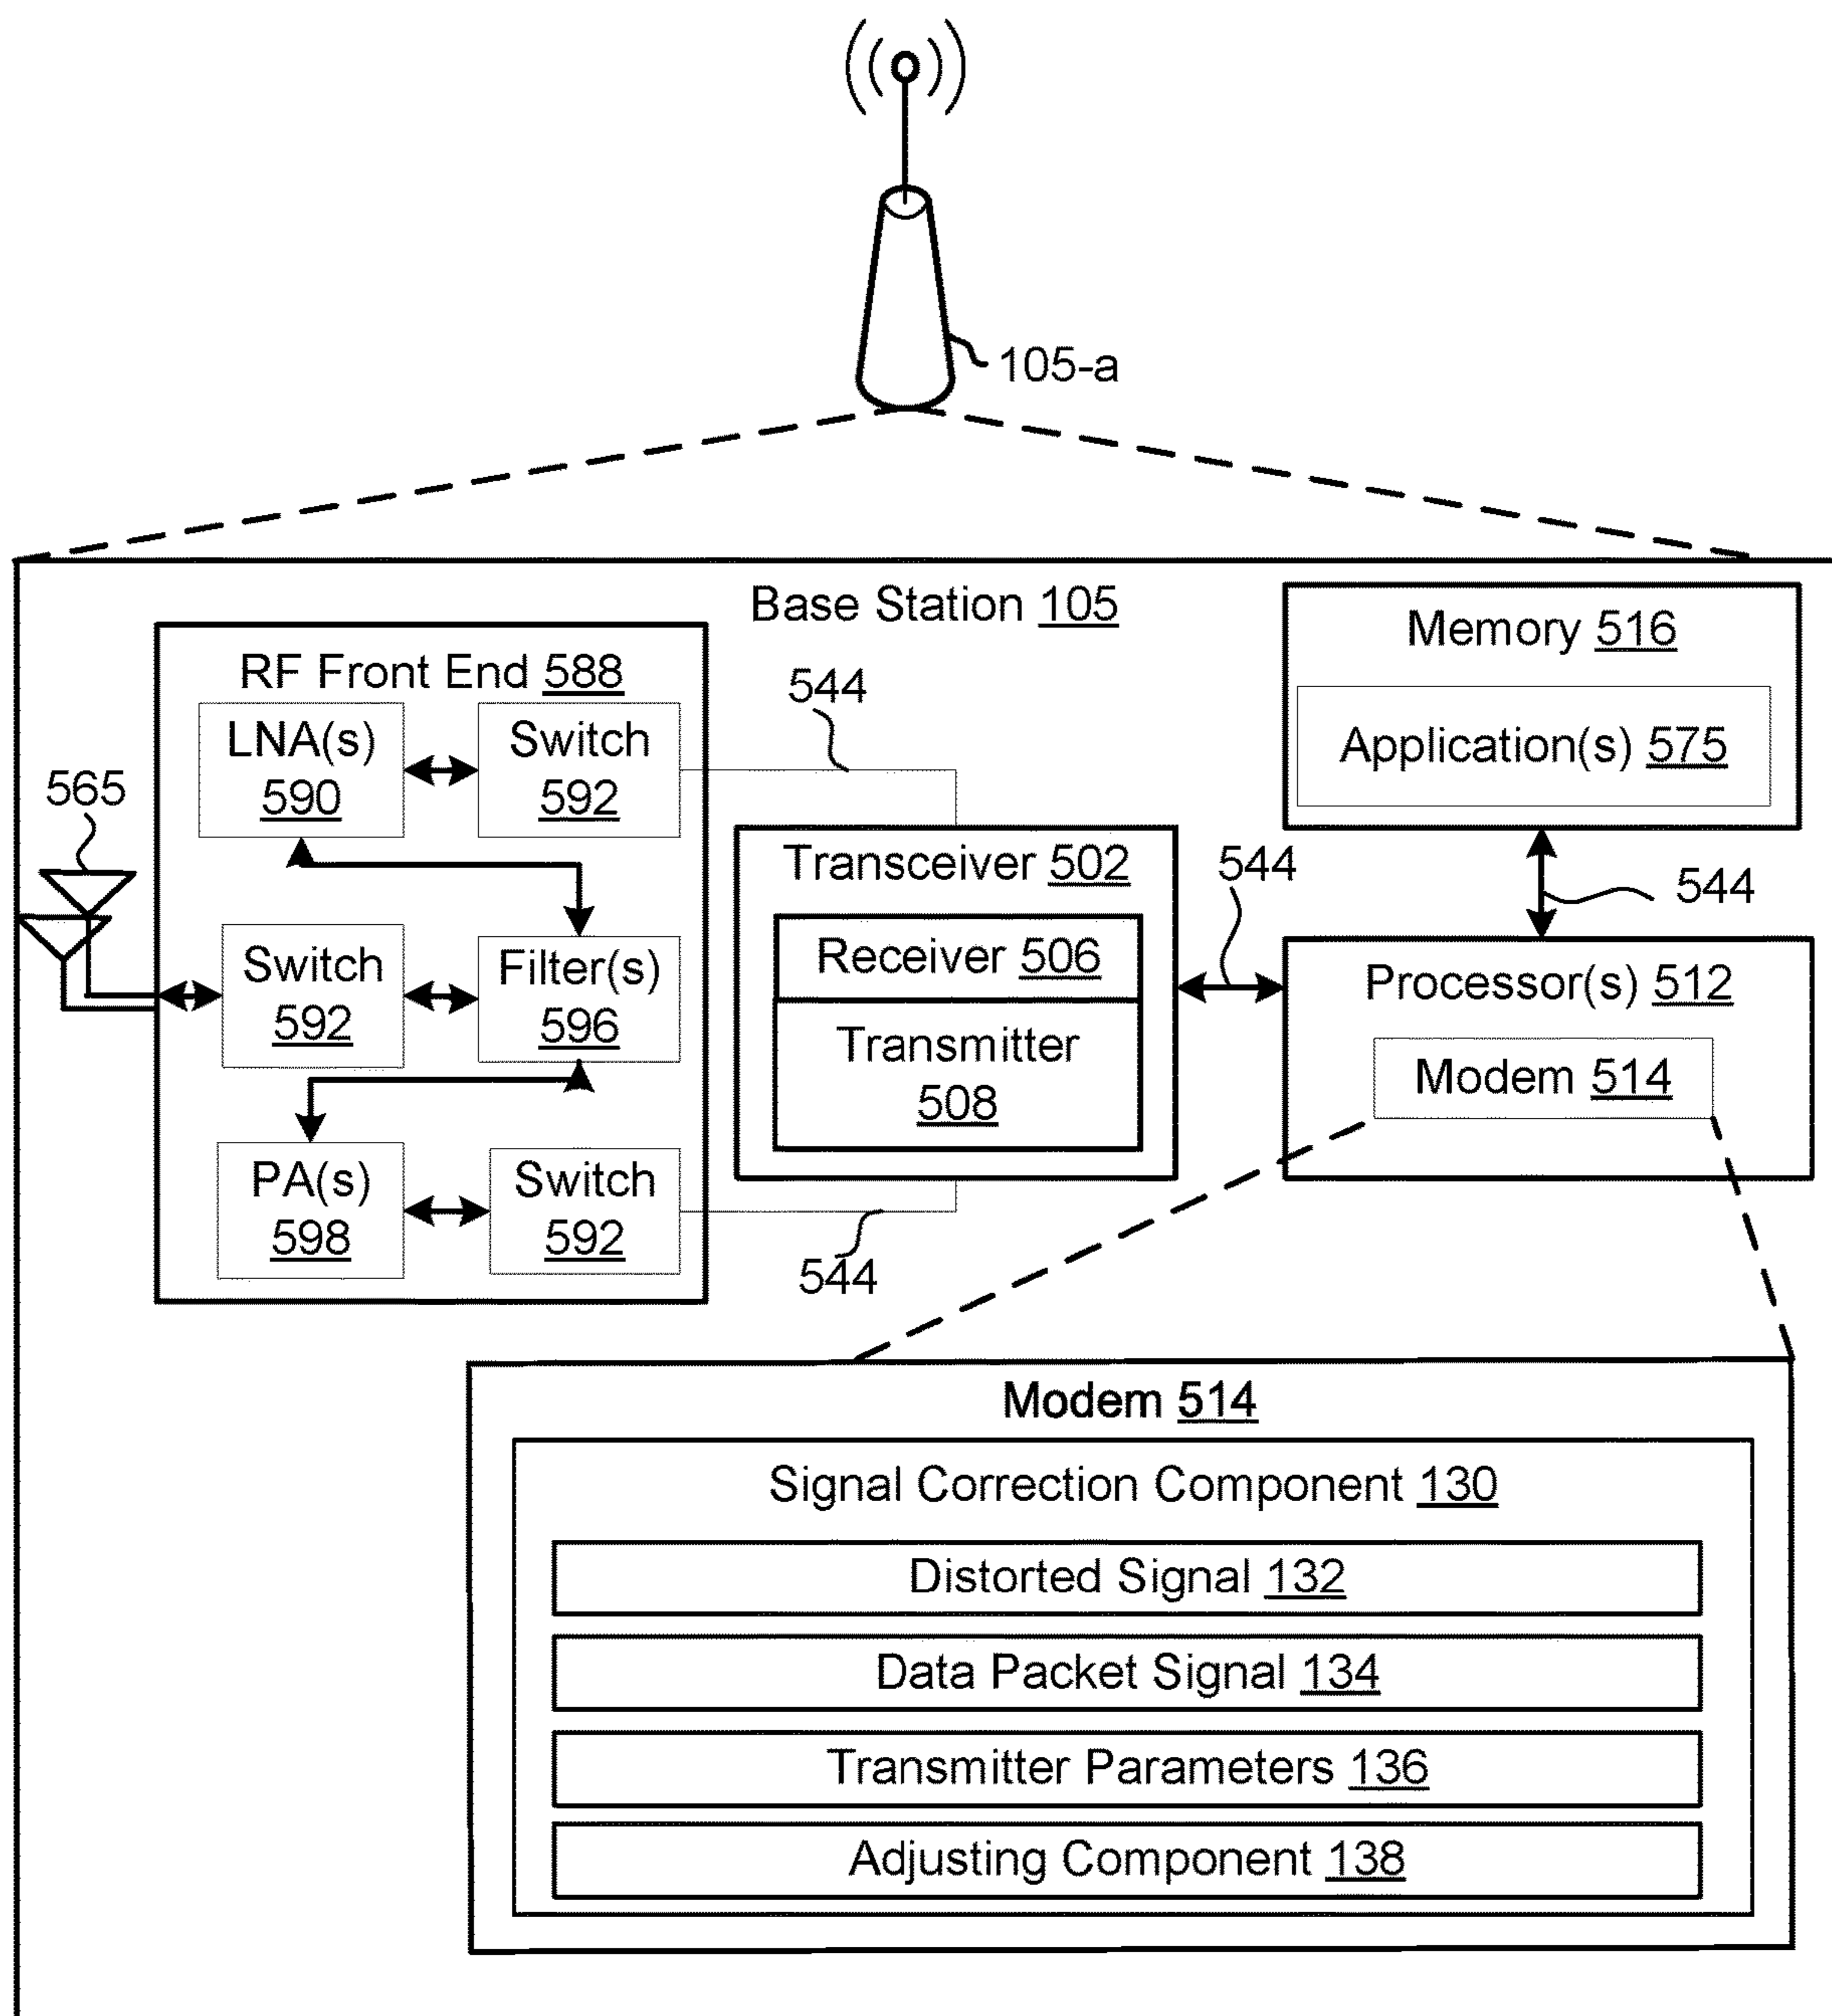 105-a
Base Station 105
Memory 516
Application(s) 575
RF Front End 588
LNA(s)
590
Switch
592
544
565
Transceiver 502
Receiver 506
Transmitter
508
544
544
Processor(s) 512
Modem 514
Switch
592
Filter(s)
596
PA(s)
598
Switch
592
544
Modem 514
Signal Correction Component 130
Distorted Signal 132
Data Packet Signal 134
Transmitter Parameters 136
Adjusting Component 138